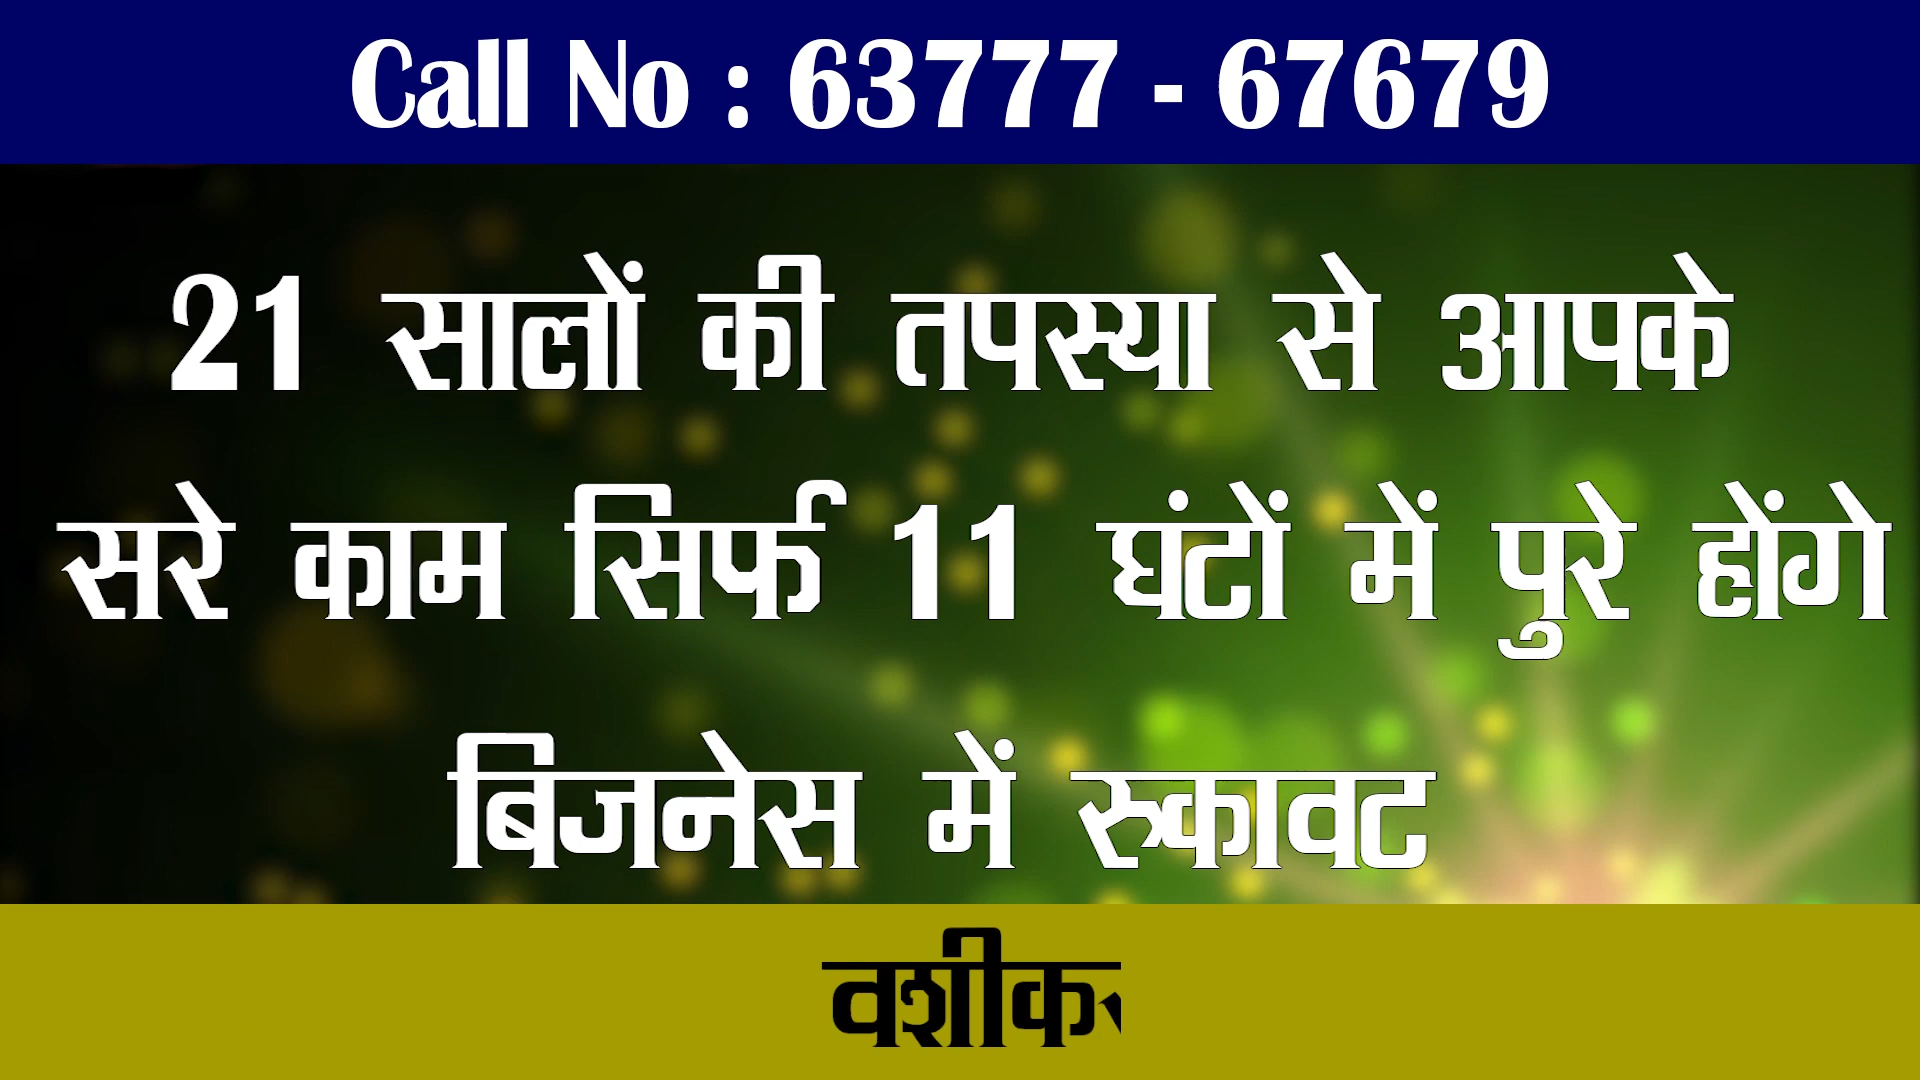 Call No : 63777 - 67679
21 सालों की तपस्या से आपके
सरे काम सिर्फ 11 घंटों में पुरे होंगे
बिजनेस में रुकावट
वशीक